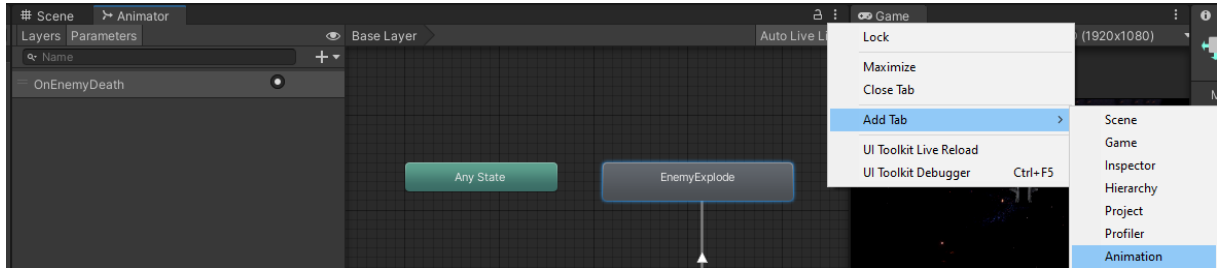 Scene
Animator
Game
Layers Parameters
Base Layer
Auto Live Li
(1920x1080)
Name
OnEnemyDeath
Any State
EnemyExplode
Lock
Maximize
Close Tab
Add Tab
UI Toolkit Live Reload
UI Toolkit Debugger Ctrl+F5
Scene
Game
Inspector
Hierarchy
Project
Profiler
Animation